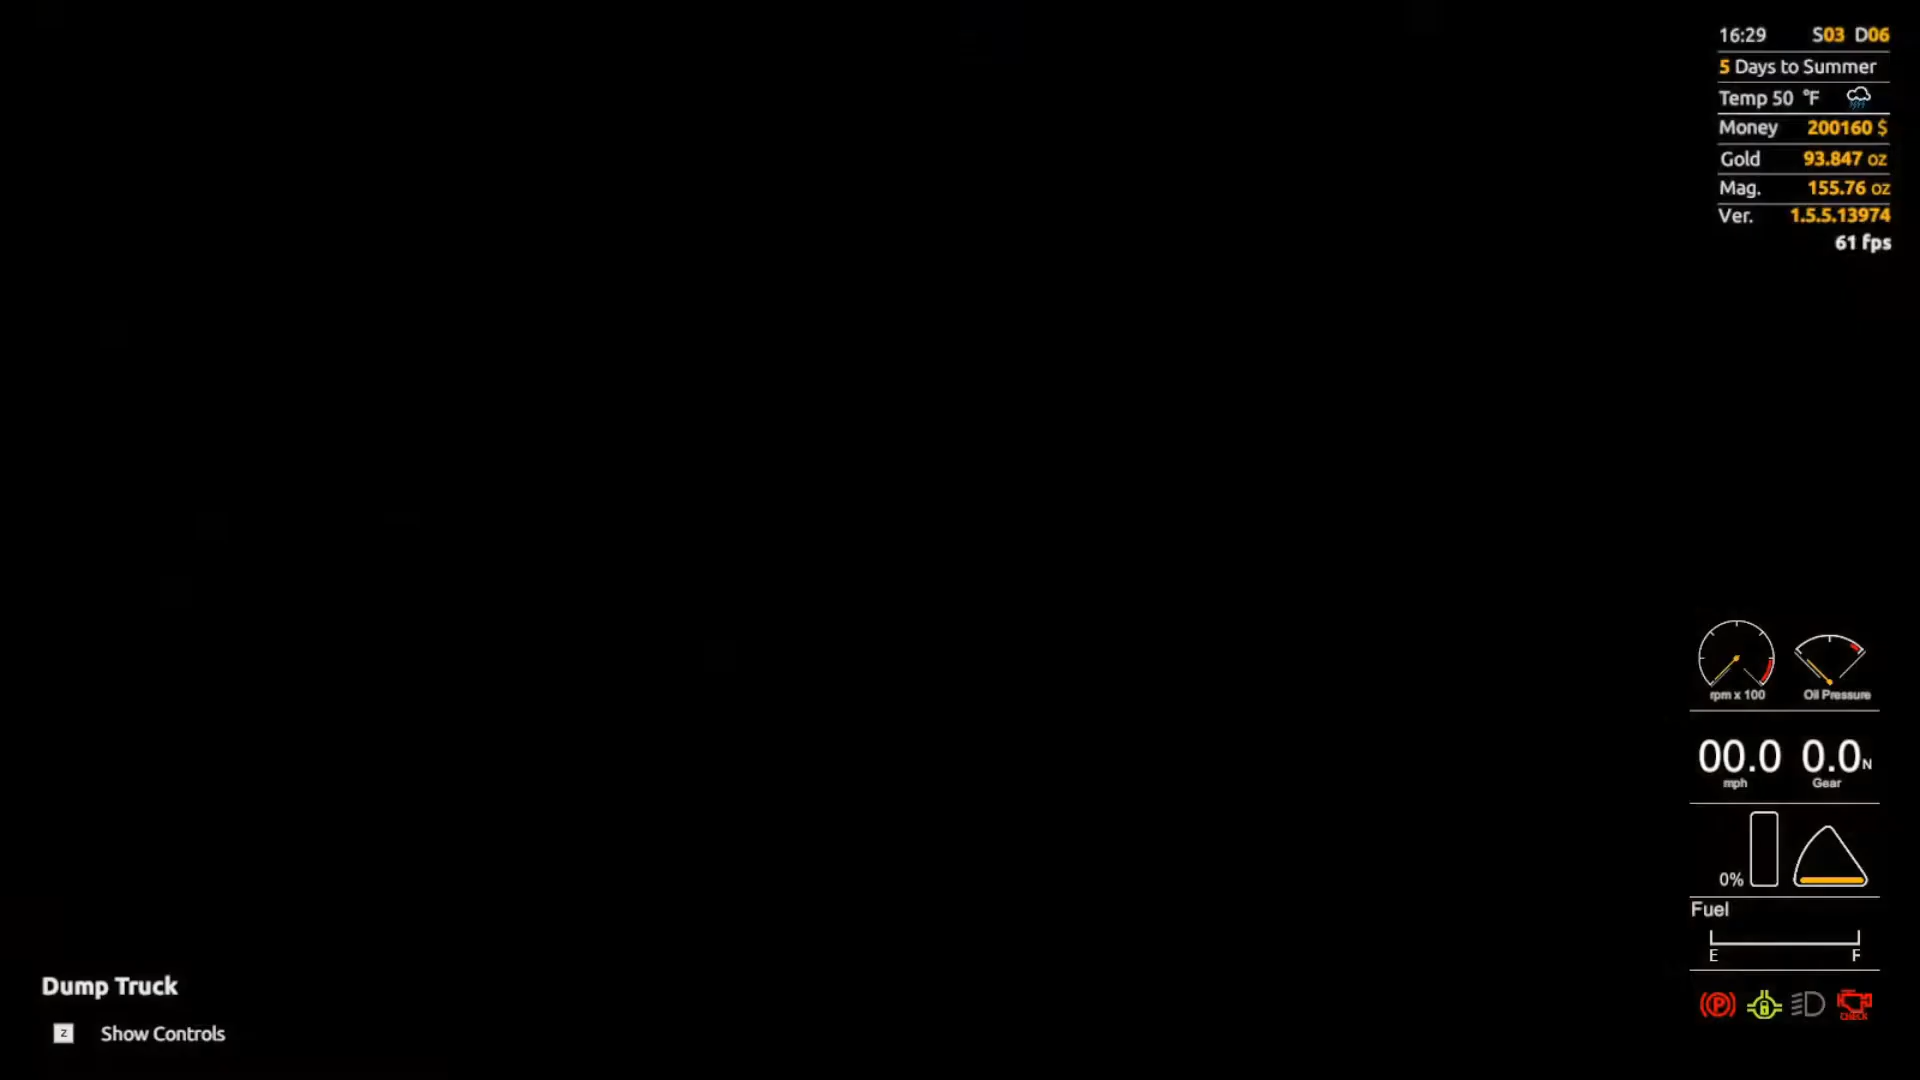 16:29 S03 D06
5 Days to Summer
Temp 50 °F
Money 200160 $
Gold 93.847 oz
Mag. 155.76 oz
Ver. 1.5.5.13974
61 fps
rpm x 100 Oil Pressure
00.0 0.0N
mph Gear
0%
Fuel
E F
P CHECK
Dump Truck
z Show Controls